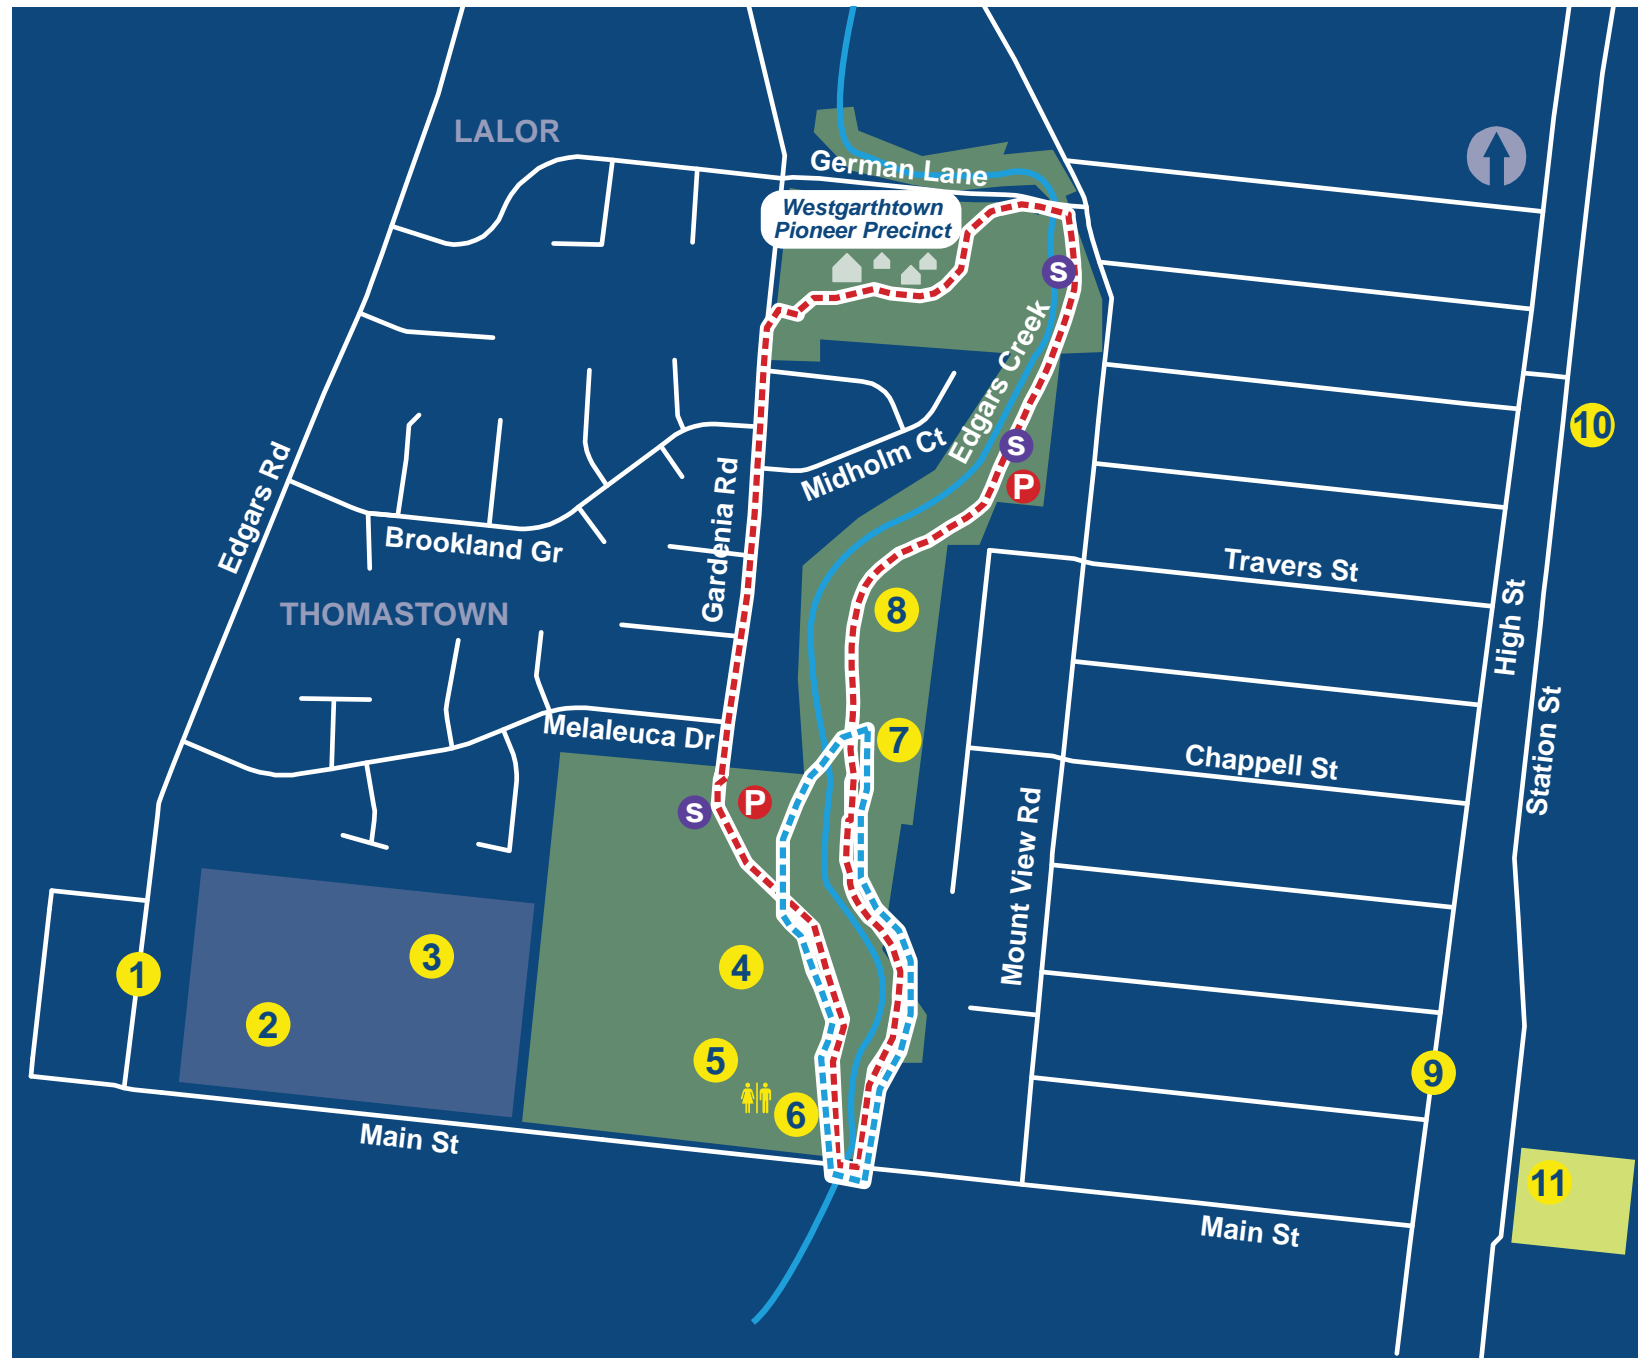 LALOR
German Lane
Westgarthtown
Pioneer Precinct
S
Edgars Creek
10
Edgars Rd
Midholm Ct
S
P
Gardenia Rd
Brookland Gr
Travers St
High St
8
THOMASTOWN
Station St
Melaleuca Dr
7
Chappell St
S
P
Mount View Rd
3
4
1
2
5
9
6
Main St
11
Main St